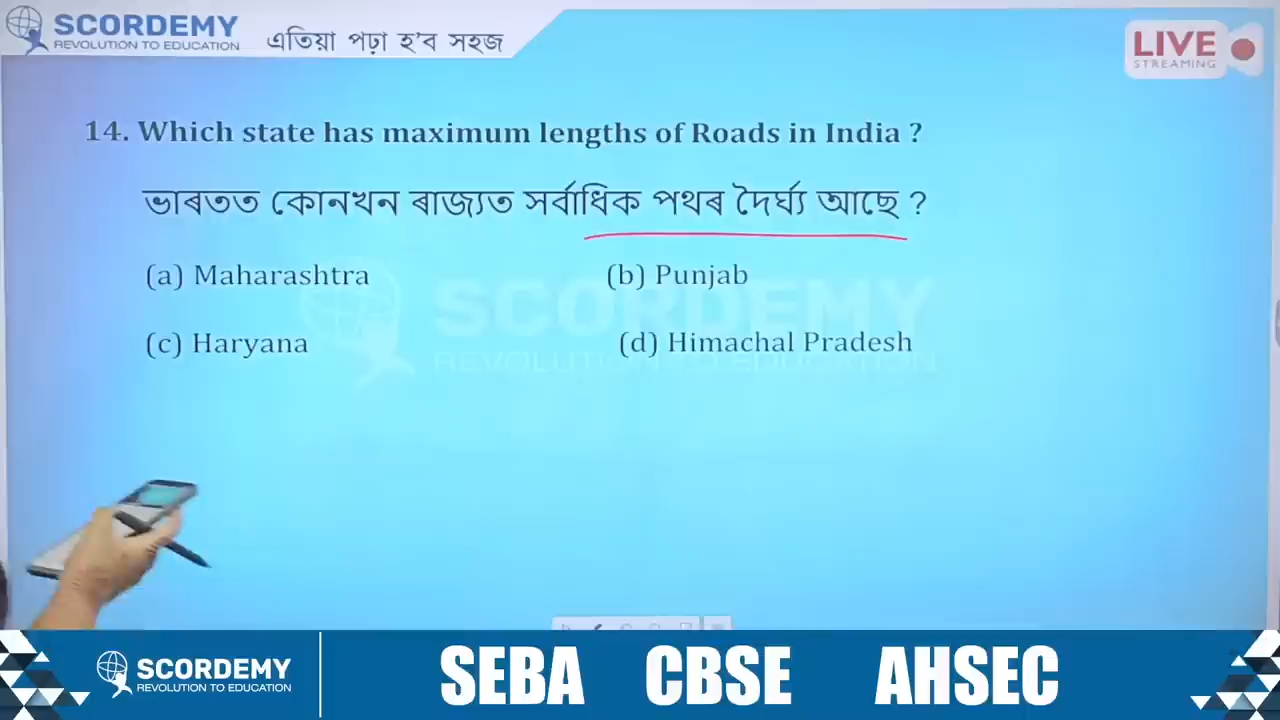 SCORDEMY
REVOLUTION TO EDUCATION
এতিয়া পঢ়া হ’ব সহজ
LIVE
STREAMING
14. Which state has maximum lengths of Roads in India ?
ভাৰতত কোনখন ৰাজ্যত সৰ্বাধিক পথৰ দৈৰ্ঘ্য আছে ?
(a) Maharashtra (b) Punjab
(c) Haryana (d) Himachal Pradesh
SCORDEMY
REVOLUTION TO EDUCATION
SCORDEMY
REVOLUTION TO EDUCATION
SEBA CBSE AHSEC